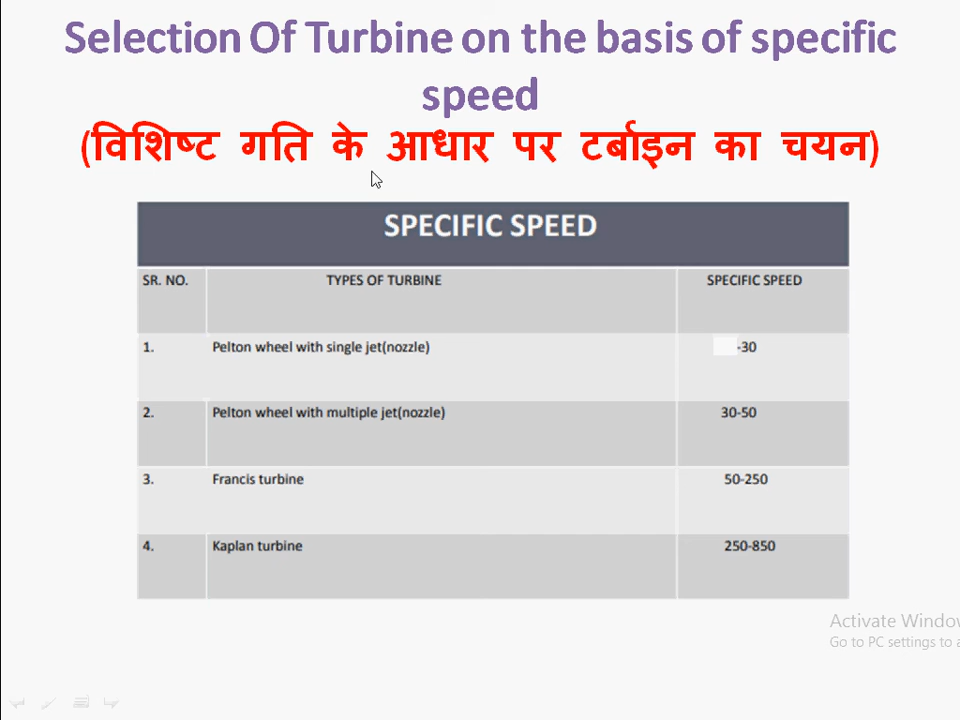 Selection Of Turbine on the basis of specific
speed
(विशिष्ट गति के आधार पर टर्बाइन का चयन)
SPECIFIC SPEED
SR. NO. TYPES OF TURBINE SPECIFIC SPEED
1. Pelton wheel with single jet(nozzle) -30
2. Pelton wheel with multiple jet(nozzle) 30-50
3. Francis turbine 50-250
4. Kaplan turbine 250-850
Activate Window
Go to PC settings to a